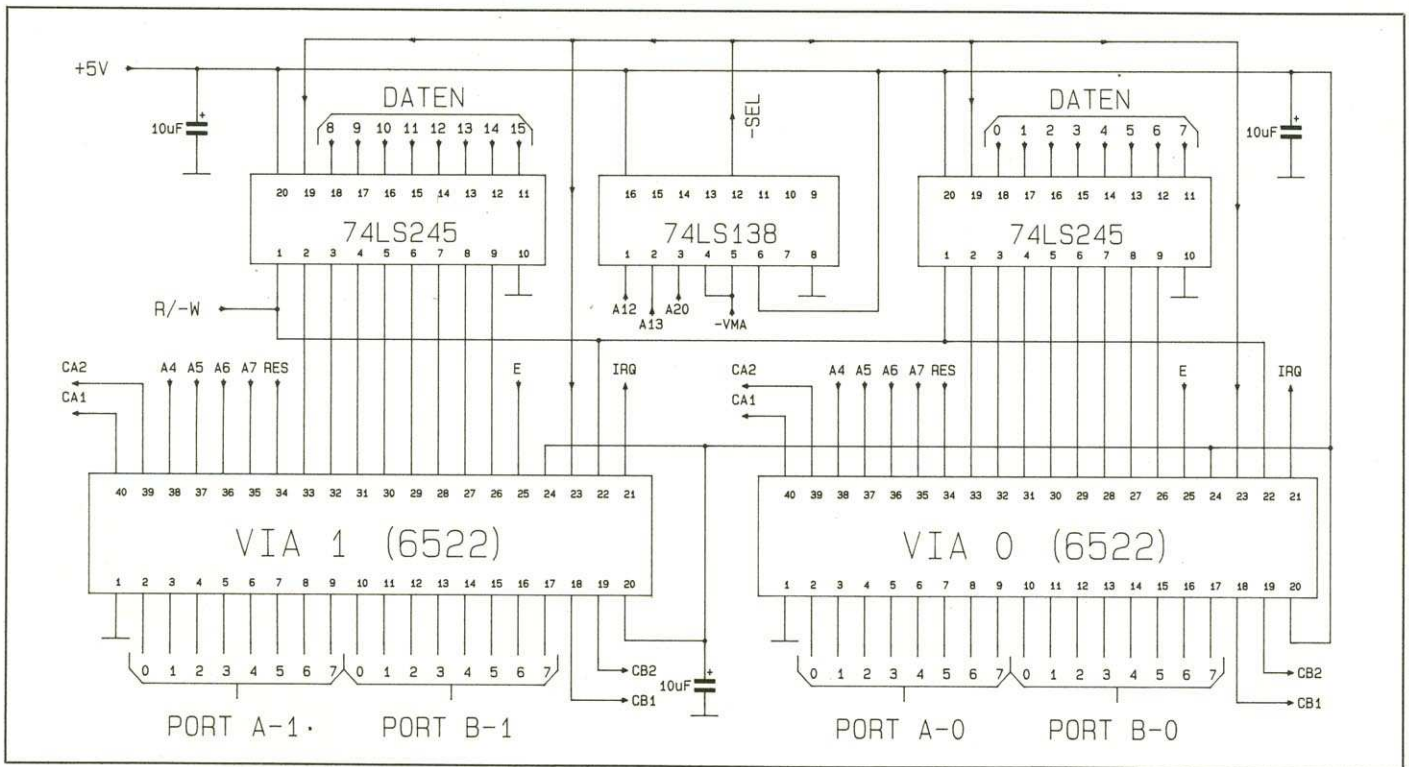 +5V
10uF
+
DATEN
8 9 10 11 12 13 14 15
-SEL
DATEN
0 1 2 3 4 5 6 7
10uF
+
20 19 18 17 16 15 14 13 12 11
74LS245
1 2 3 4 5 6 7 8 9 10
16 15 14 13 12 11 10 9
74LS138
1 2 3 4 5 6 7 8
20 19 18 17 16 15 14 13 12 11
74LS245
1 2 3 4 5 6 7 8 9 10
R/-W
A12
A13
A20
-VMA
CA2
CA1
A4 A5 A6 A7 RES
E
IRQ
CA2
CA1
A4 A5 A6 A7 RES
E
IRQ
40 39 38 37 36 35 34 33 32 31 30 29 28 27 26 25 24 23 22 21
VIA 1 (6522)
1 2 3 4 5 6 7 8 9 10 11 12 13 14 15 16 17 18 19 20
40 39 38 37 36 35 34 33 32 31 30 29 28 27 26 25 24 23 22 21
VIA 0 (6522)
1 2 3 4 5 6 7 8 9 10 11 12 13 14 15 16 17 18 19 20
0 1 2 3 4 5 6 7
0 1 2 3 4 5 6 7
CB2
CB1
10uF
+
0 1 2 3 4 5 6 7
0 1 2 3 4 5 6 7
CB2
CB1
PORT A-1
PORT B-1
PORT A-0
PORT B-0